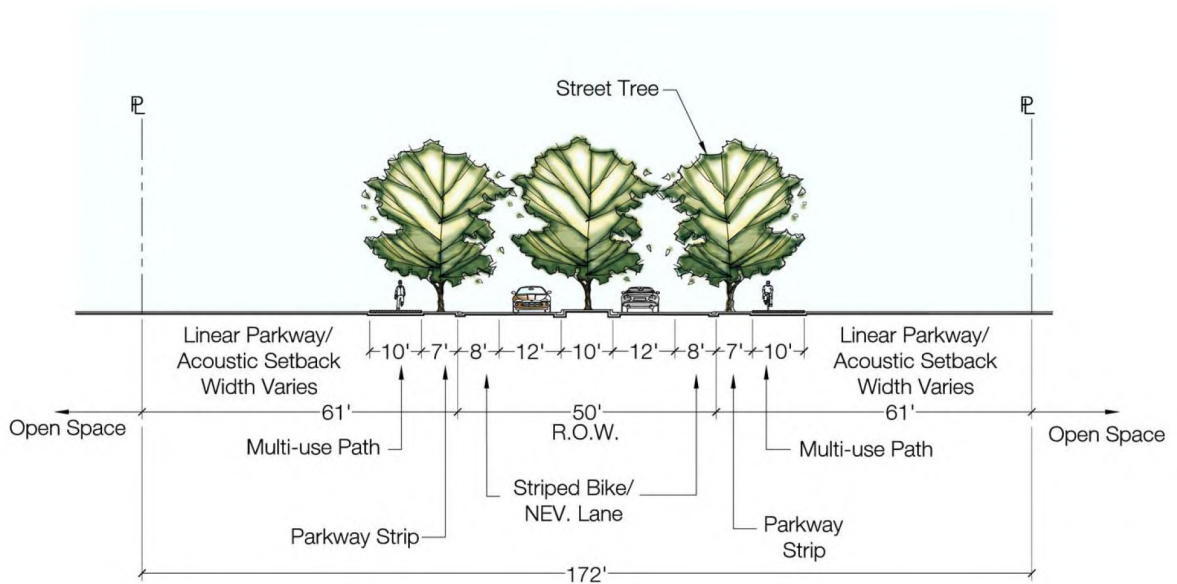 Street Tree
PL
PL
Linear Parkway/
Acoustic Setback
Width Varies
10' 7' 8' 12' 10' 12' 8' 7' 10'
Linear Parkway/
Acoustic Setback
Width Varies
61' 50' 61'
R.O.W.
Open Space
Open Space
Multi-use Path
Multi-use Path
Striped Bike/
NEV. Lane
Parkway Strip
Parkway
Strip
172'